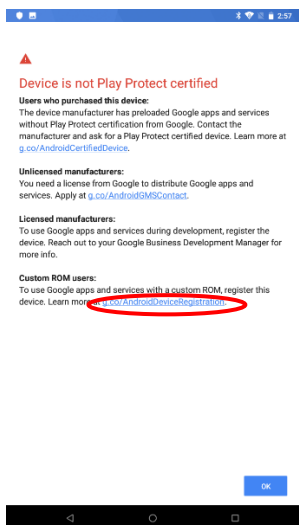 2:57
Device is not Play Protect certified
Users who purchased this device:
The device manufacturer has preloaded Google apps and services
without Play Protect certification from Google. Contact the
manufacturer and ask for a Play Protect certified device. Learn more at
g.co/AndroidCertifiedDevice.
Unlicensed manufacturers:
You need a license from Google to distribute Google apps and
services. Apply at g.co/AndroidGMSContact.
Licensed manufacturers:
To use Google apps and services during development, register the
device. Reach out to your Google Business Development Manager for
more info.
Custom ROM users:
To use Google apps and services with a custom ROM, register this
device. Learn more at g.co/AndroidDeviceRegistration.
OK